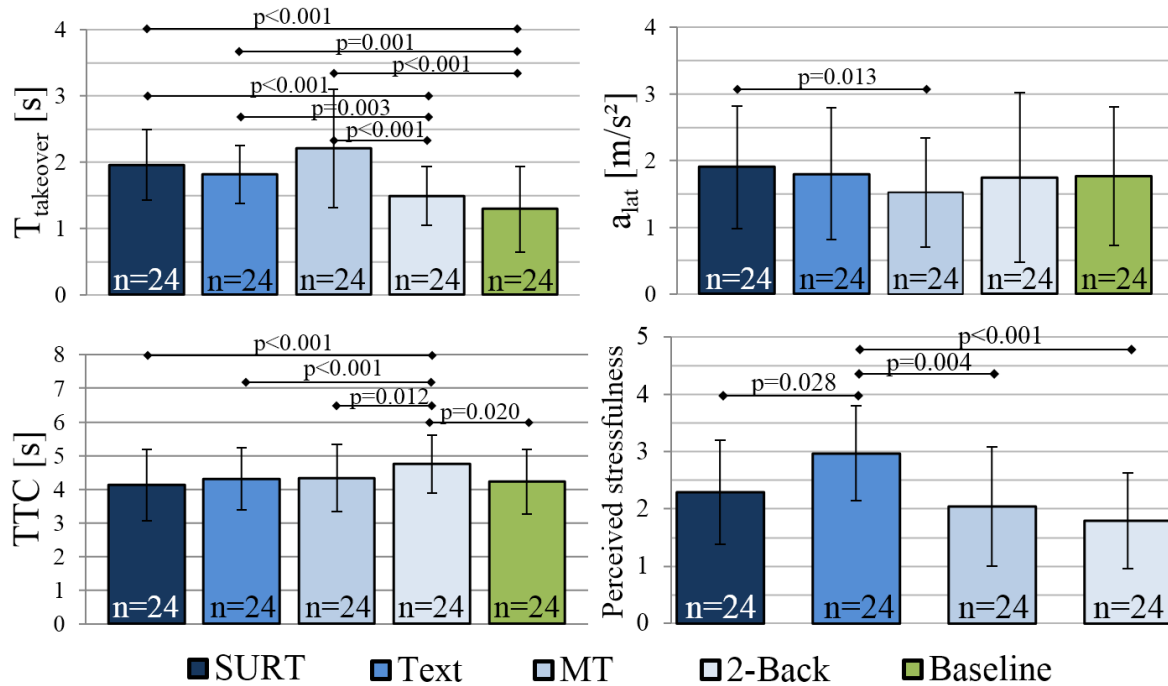 T takeover [s]
4
3
2
1
0
p<0.001
p=0.001
p<0.001
p<0.001
p=0.003
p<0.001
n=24 n=24 n=24 n=24 n=24
a lat [m/s²]
4
3
2
1
0
p=0.013
n=24 n=24 n=24 n=24 n=24
TTC [s]
8
7
6
5
4
3
2
1
0
p<0.001
p<0.001
p=0.012
p=0.020
n=24 n=24 n=24 n=24 n=24
Perceived stressfulness
5
4
3
2
1
0
p<0.001
p=0.004
p=0.028
n=24 n=24 n=24 n=24
SURT Text MT 2-Back Baseline